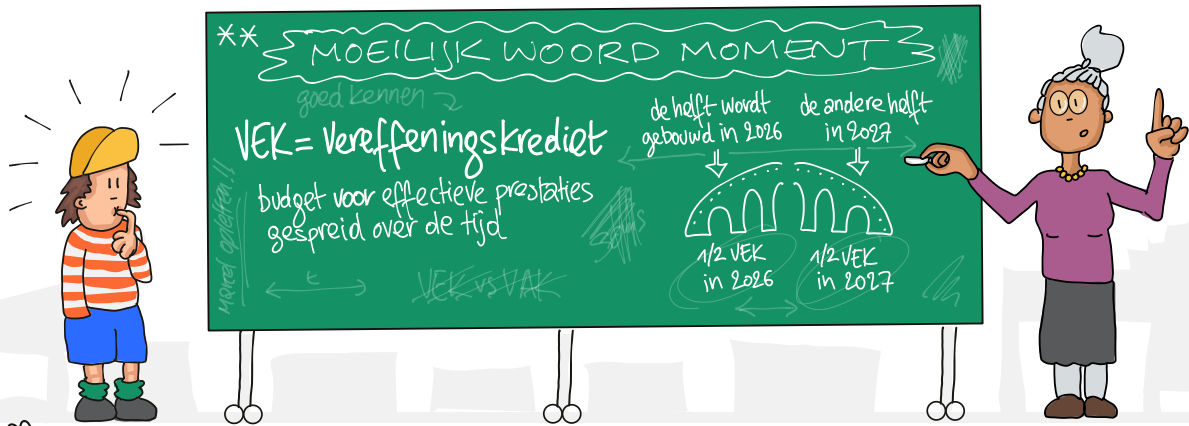 ** MOEILIJK WOORD MOMENT
goed kennen
VEK = vereffeningskrediet
budget voor effectieve prestaties
gespreid over de tijd
de helft wordt
gebouwd in 2026
de andere helft
in 2027
1/2 VEK
in 2026
1/2 VEK
in 2027
t
VEK vs VAK